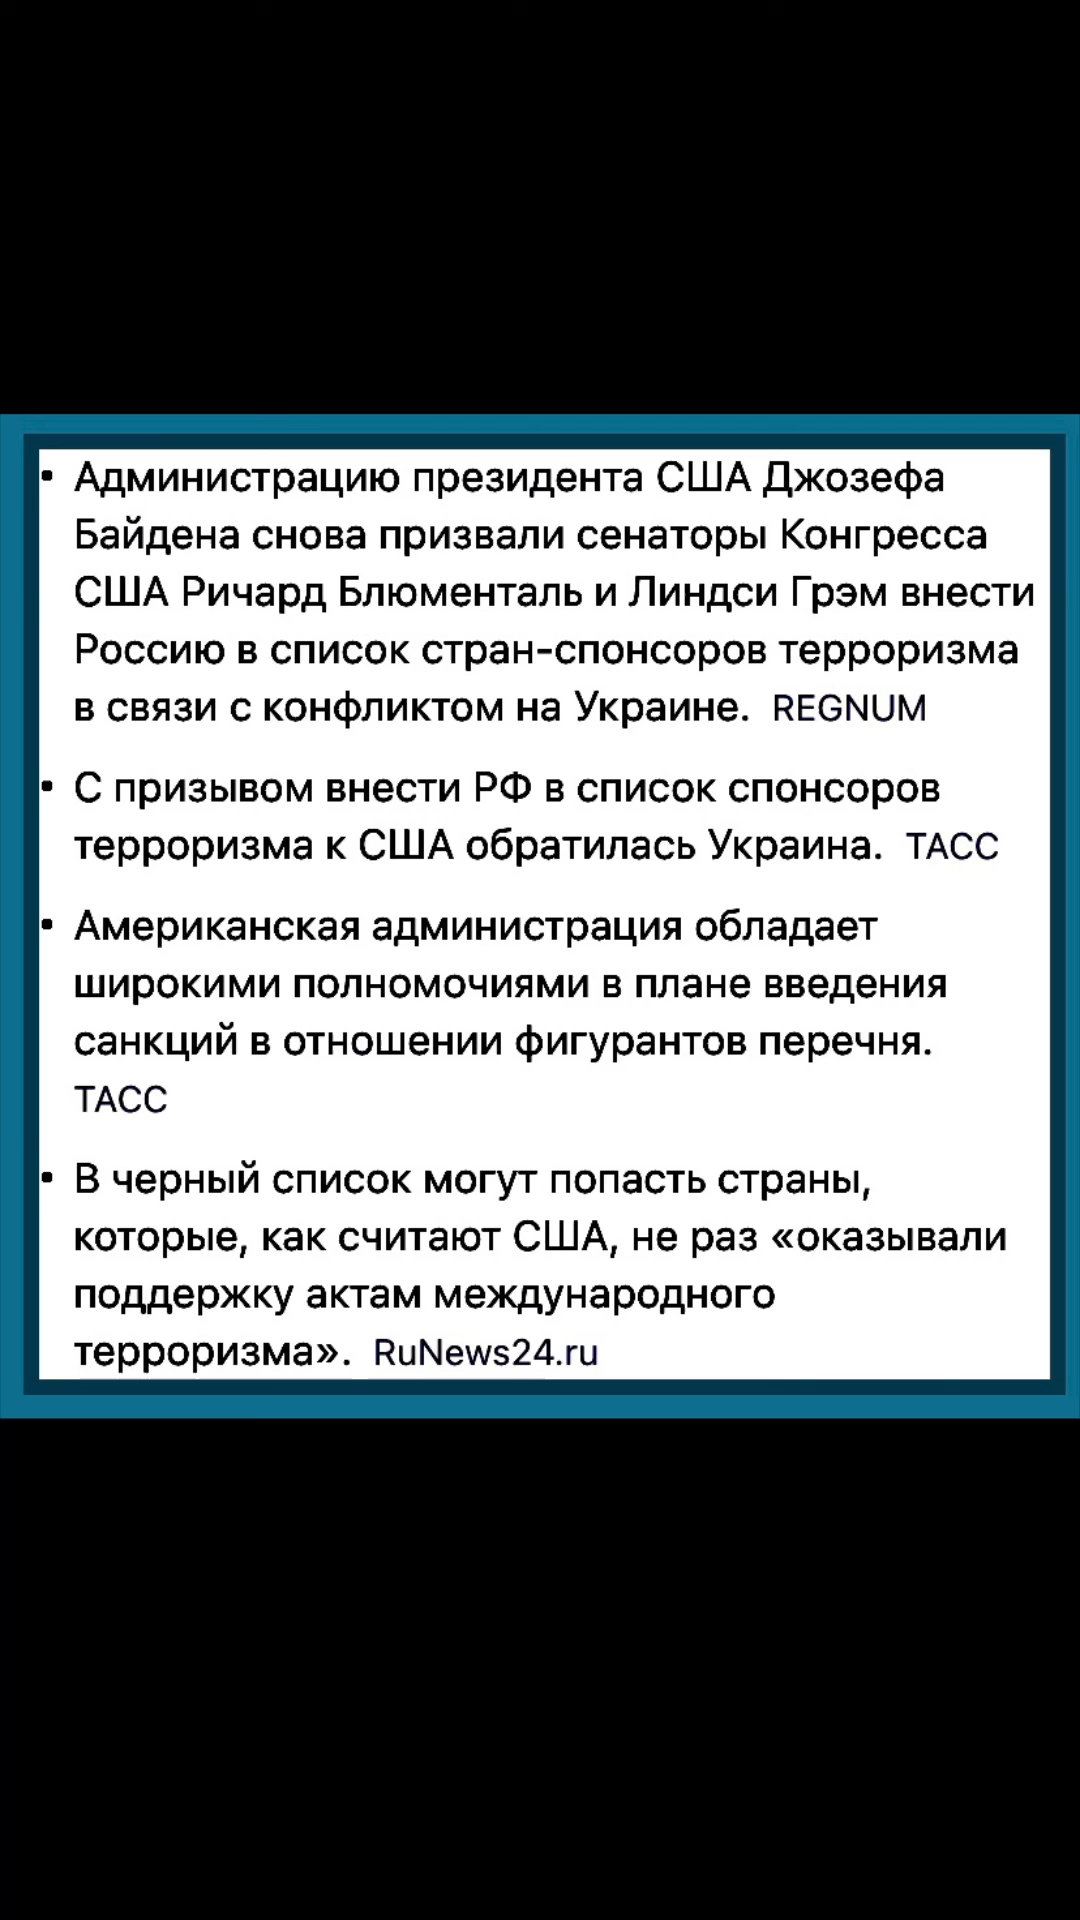 • Администрацию президента США Джозефа
Байдена снова призвали сенаторы Конгресса
США Ричард Блюменталь и Линдси Грэм внести
Россию в список стран-спонсоров терроризма
в связи с конфликтом на Украине. REGNUM
• С призывом внести РФ в список спонсоров
терроризма к США обратилась Украина. ТАСС
• Американская администрация обладает
широкими полномочиями в плане введения
санкций в отношении фигурантов перечня.
ТАСС
• В черный список могут попасть страны,
которые, как считают США, не раз «оказывали
поддержку актам международного
терроризма». RuNews24.ru